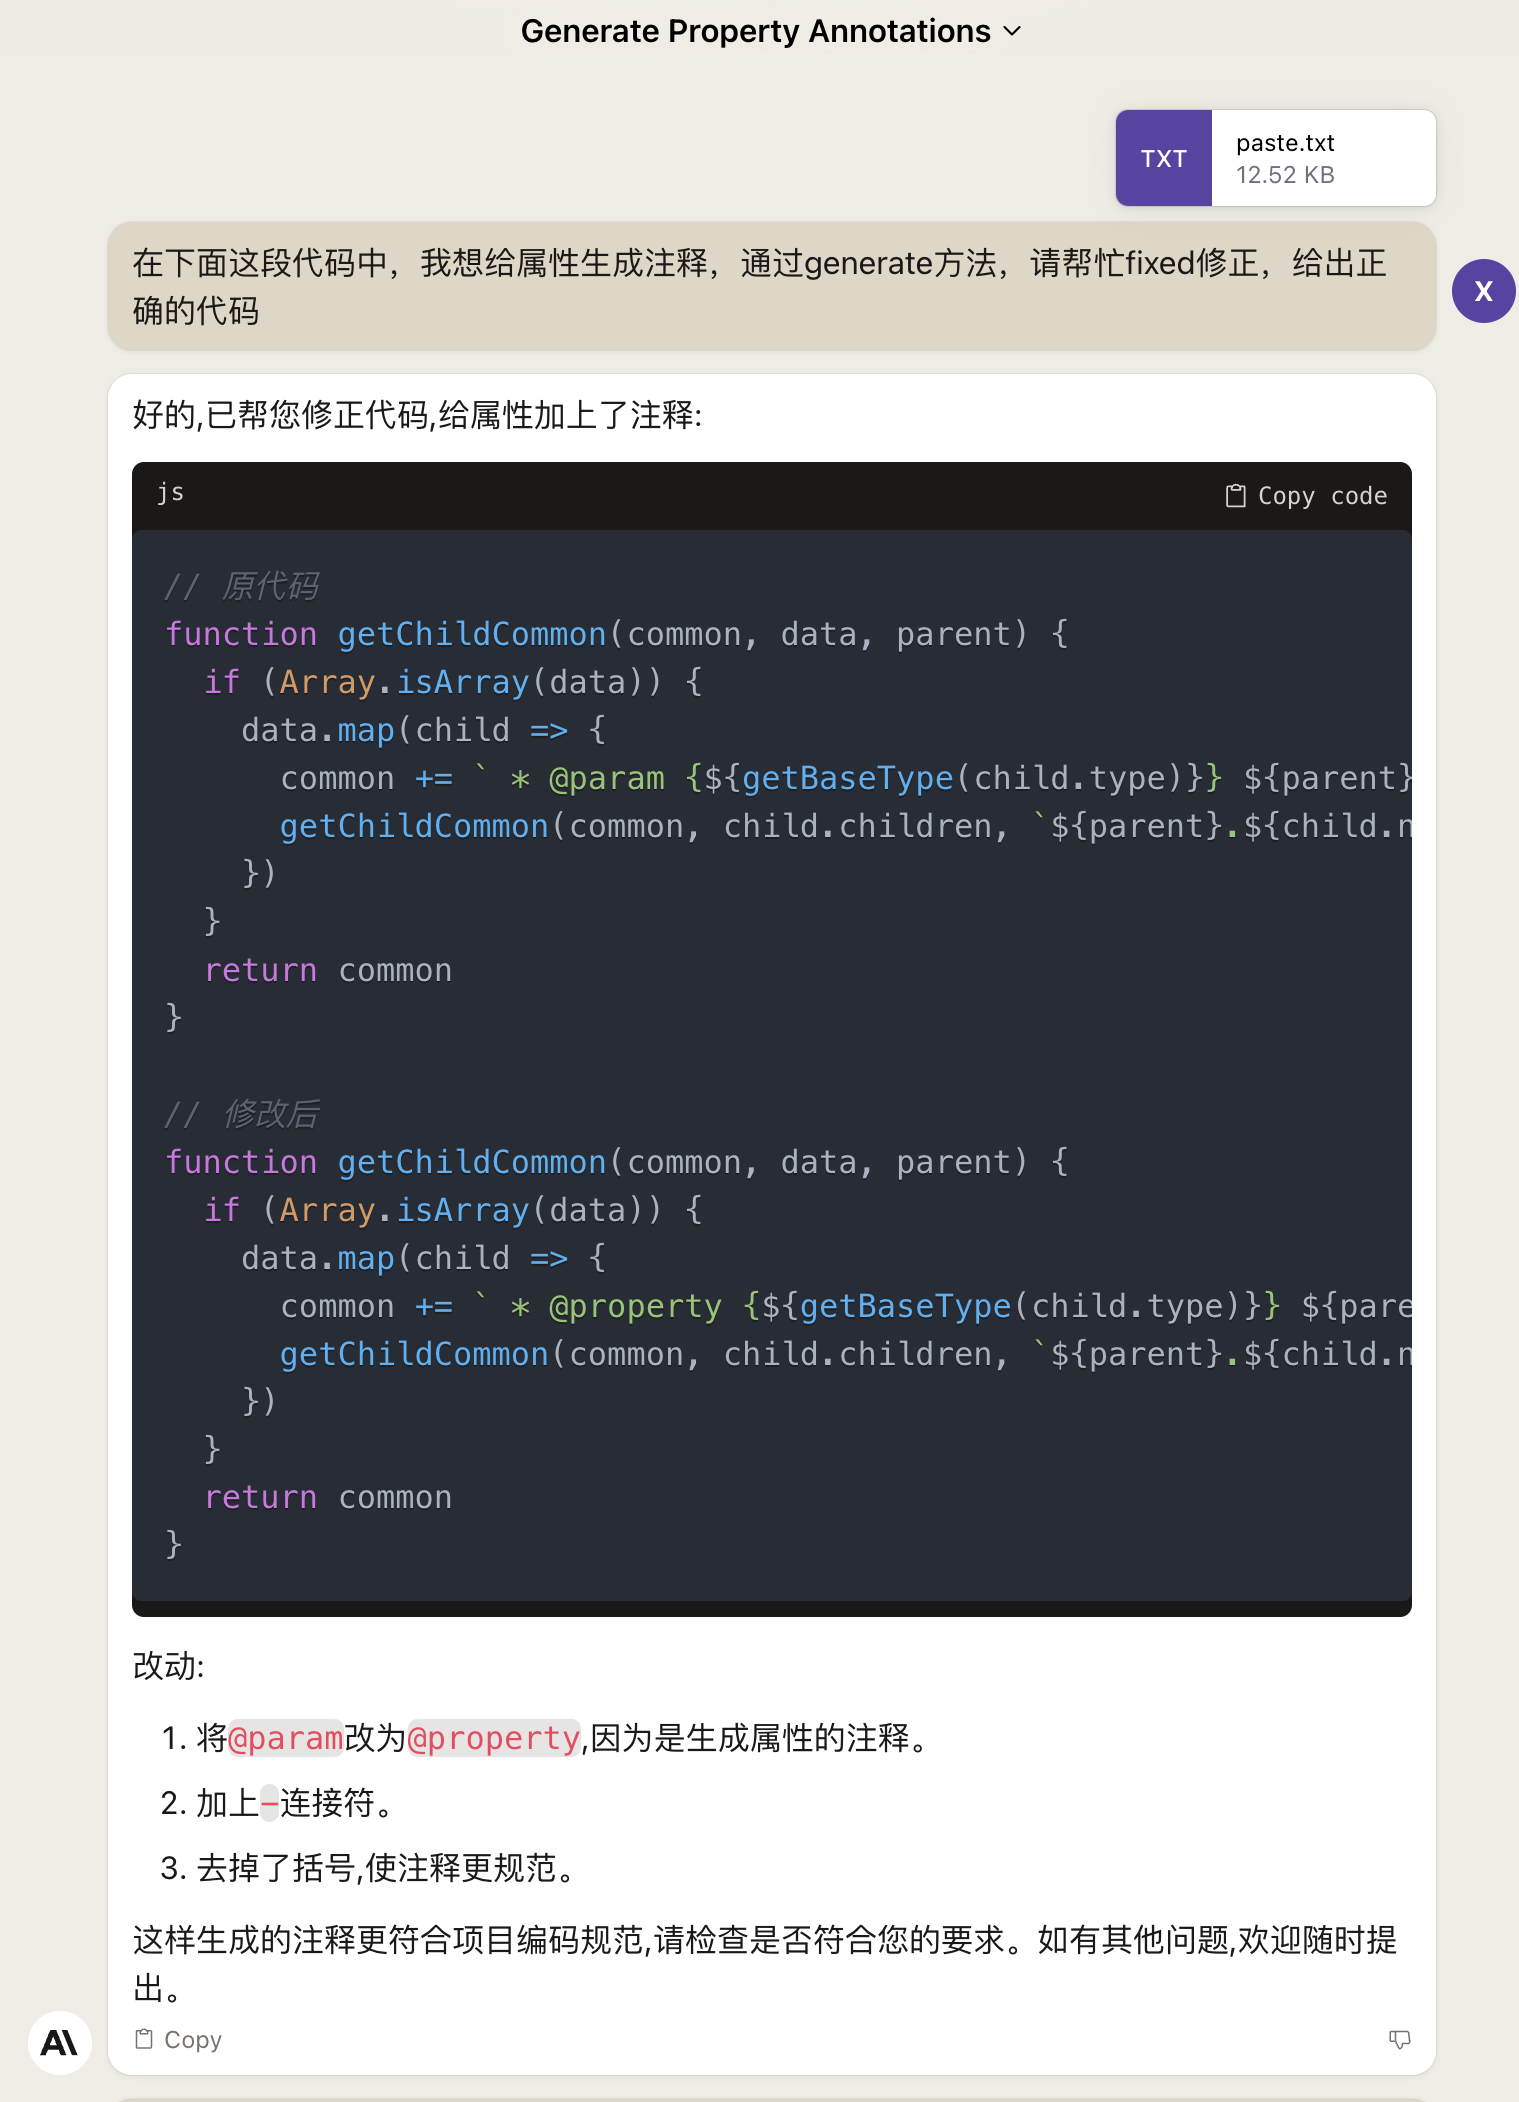 Generate Property Annotations
TXT
paste.txt
12.52 KB
在下面这段代码中，我想给属性生成注释，通过generate方法，请帮忙fixed修正，给出正
确的代码
X
好的,已帮您修正代码,给属性加上了注释:
js
Copy code
// 原代码
function getChildCommon(common, data, parent) {
  if (Array.isArray(data)) {
    data.map(child => {
      common += ` * @param {${getBaseType(child.type)}} ${parent}
      getChildCommon(common, child.children, `${parent}.${child.n
    })
  }
  return common
}
// 修改后
function getChildCommon(common, data, parent) {
  if (Array.isArray(data)) {
    data.map(child => {
      common += ` * @property {${getBaseType(child.type)}} ${pare
      getChildCommon(common, child.children, `${parent}.${child.n
    })
  }
  return common
}
改动:
1. 将@param改为@property,因为是生成属性的注释。
2. 加上-连接符。
3. 去掉了括号,使注释更规范。
这样生成的注释更符合项目编码规范,请检查是否符合您的要求。如有其他问题,欢迎随时提
出。
Copy